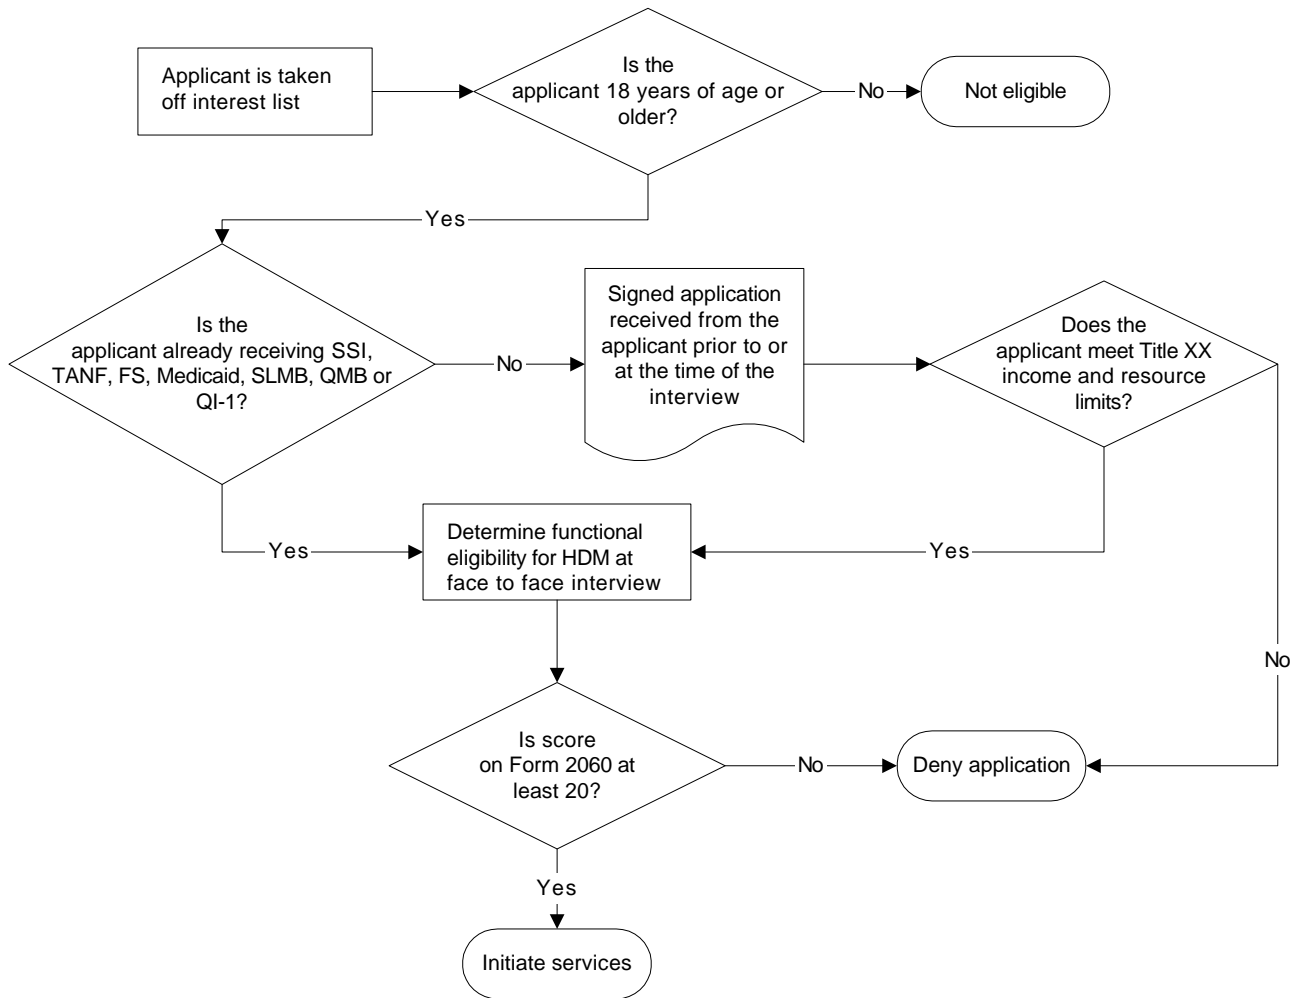 Applicant is taken
off interest list
Is the
applicant 18 years of age or
older?
No
Not eligible
Yes
Is the
applicant already receiving SSI,
TANF, FS, Medicaid, SLMB, QMB or
QI-1?
No
Signed application
received from the
applicant prior to or
at the time of the
interview
Does the
applicant meet Title XX
income and resource
limits?
Yes
Determine functional
eligibility for HDM at
face to face interview
Yes
No
Is score
on Form 2060 at
least 20?
No
Deny application
Yes
Initiate services